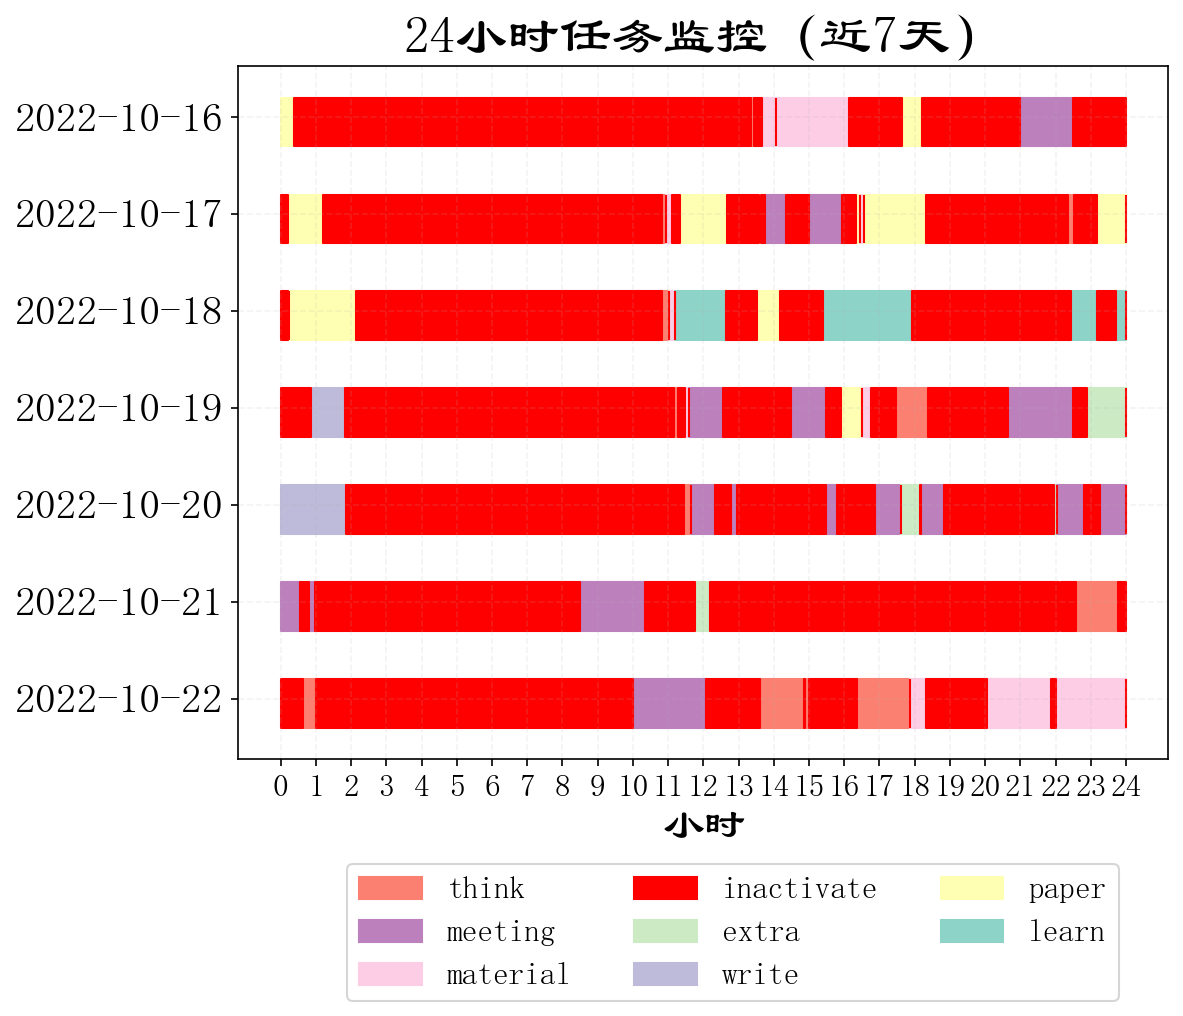 24小时任务监控 (近7天)
2022-10-16
2022-10-17
2022-10-18
2022-10-19
2022-10-20
2022-10-21
2022-10-22
0 1 2 3 4 5 6 7 8 9 10 11 12 13 14 15 16 17 18 19 20 21 22 23 24
小时
think inactivate paper
meeting extra learn
material write